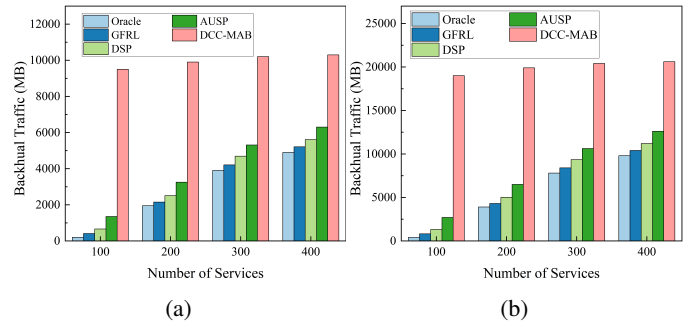 12000
10000
8000
6000
4000
2000
0
Backhual Traffic (MB)
Oracle
GFRL
DSP
AUSP
DCC-MAB
100
200
300
400
Number of Services
(a)
25000
20000
15000
10000
5000
0
Backhual Traffic (MB)
Oracle
GFRL
DSP
AUSP
DCC-MAB
100
200
300
400
Number of Services
(b)